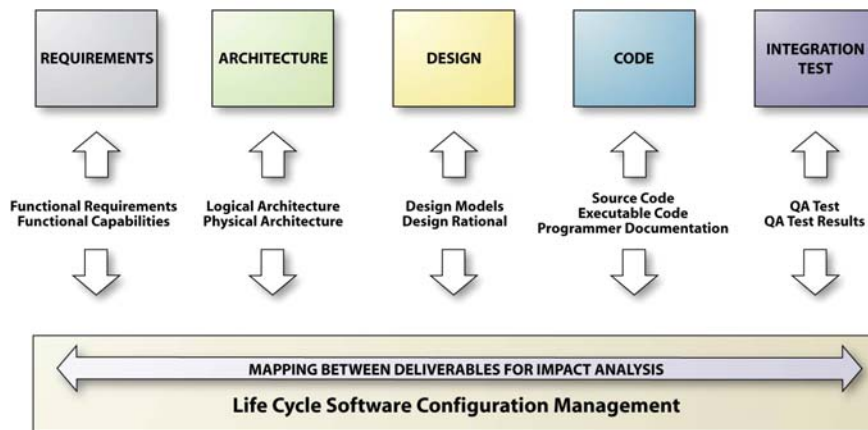 REQUIREMENTS
ARCHITECTURE
DESIGN
CODE
INTEGRATION
TEST
Functional Requirements
Functional Capabilities
Logical Architecture
Physical Architecture
Design Models
Design Rational
Source Code
Executable Code
Programmer Documentation
QA Test
QA Test Results
MAPPING BETWEEN DELIVERABLES FOR IMPACT ANALYSIS
Life Cycle Software Configuration Management